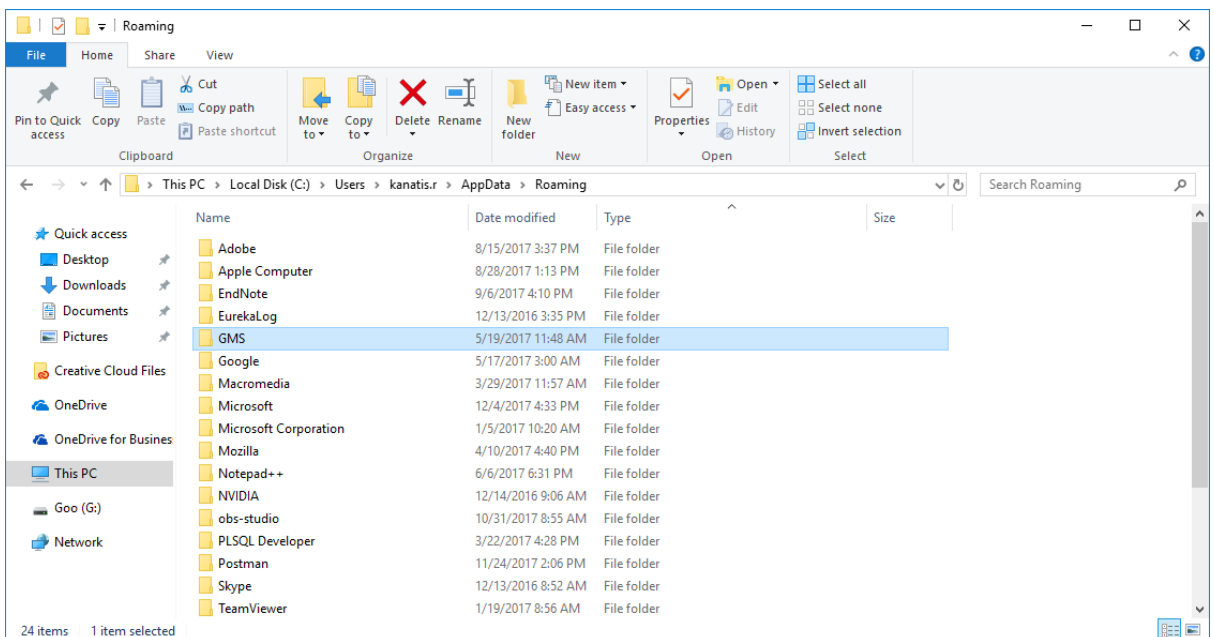 Roaming
File Home Share View
Pin to Quick access
Copy
Paste
Cut
Copy path
Paste shortcut
Clipboard
Move to
Copy to
Delete
Rename
Organize
New folder
New item
Easy access
New
Properties
Open
Edit
History
Open
Select all
Select none
Invert selection
Select
This PC > Local Disk (C:) > Users > kanatis.r > AppData > Roaming
Search Roaming
Quick access
Desktop
Downloads
Documents
Pictures
Creative Cloud Files
OneDrive
OneDrive for Busines
This PC
Goo (G:)
Network
Name Date modified Type Size
Adobe 8/15/2017 3:37 PM File folder
Apple Computer 8/28/2017 1:13 PM File folder
EndNote 9/6/2017 4:10 PM File folder
EurekaLog 12/13/2016 3:35 PM File folder
GMS 5/19/2017 11:48 AM File folder
Google 5/17/2017 3:00 AM File folder
Macromedia 3/29/2017 11:57 AM File folder
Microsoft 12/4/2017 4:33 PM File folder
Microsoft Corporation 1/5/2017 10:20 AM File folder
Mozilla 4/10/2017 4:40 PM File folder
Notepad++ 6/6/2017 6:31 PM File folder
NVIDIA 12/14/2016 9:06 AM File folder
obs-studio 10/31/2017 8:55 AM File folder
PLSQL Developer 3/22/2017 4:28 PM File folder
Postman 11/24/2017 2:06 PM File folder
Skype 12/13/2016 8:52 AM File folder
TeamViewer 1/19/2017 8:56 AM File folder
24 items 1 item selected